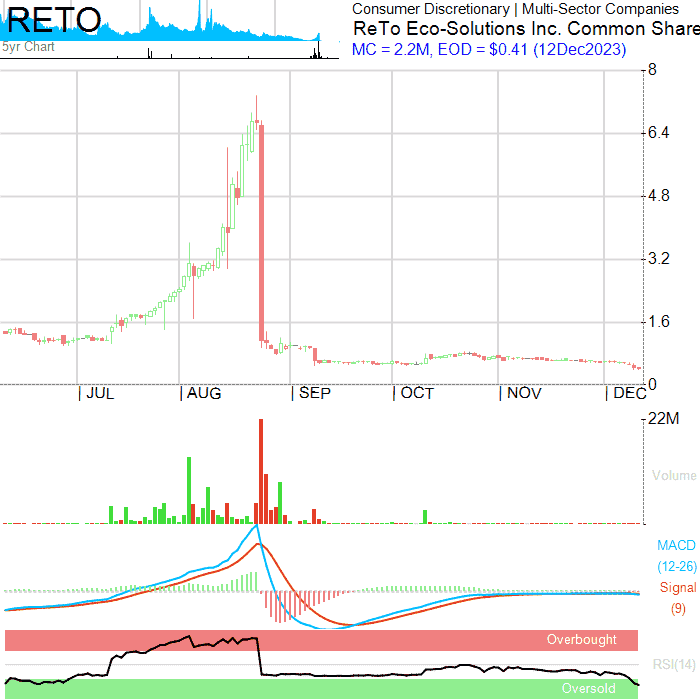 RETO
5yr Chart
Consumer Discretionary | Multi-Sector Companies
ReTo Eco-Solutions Inc. Common Share
MC = 2.2M, EOD = $0.41 (12Dec2023)
8
6.4
4.8
3.2
1.6
0
| JUL | AUG | SEP | OCT | NOV | DEC
22M
Volume
MACD
(12-26)
Signal
(9)
Overbought
RSI(14)
Oversold